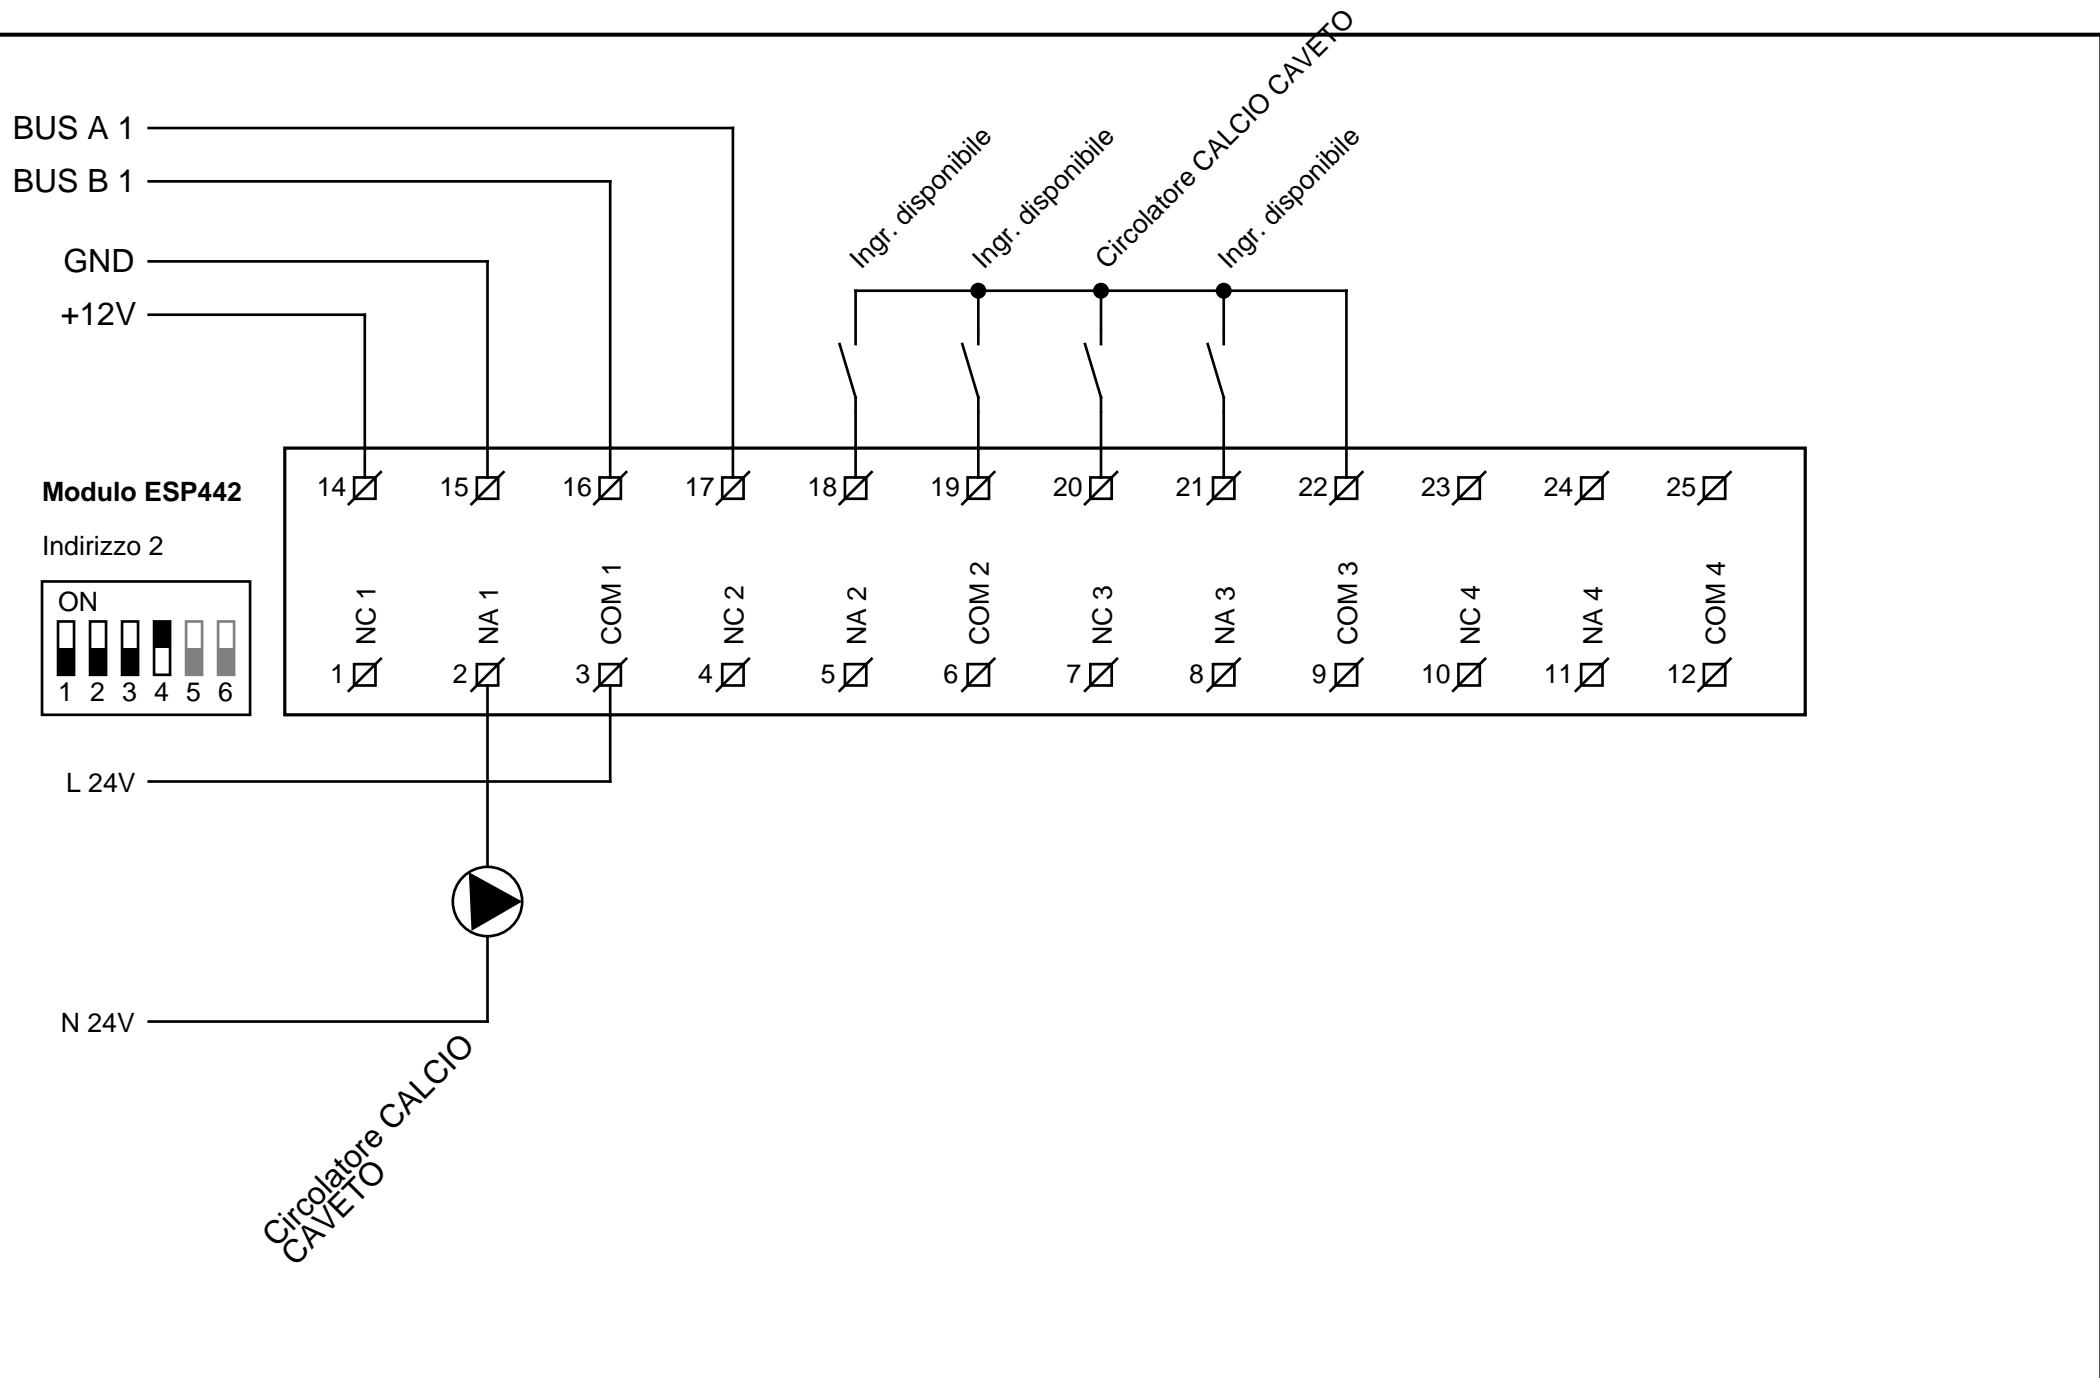 BUS A 1
BUS B 1
GND
+12V
Ingr. disponibile
Ingr. disponibile
Circolatore CALCIO CAVETO
Ingr. disponibile
Modulo ESP442
Indirizzo 2
ON
1 2 3 4 5 6
14 15 16 17 18 19 20 21 22 23 24 25
NC 1 NA 1 COM 1 NC 2 NA 2 COM 2 NC 3 NA 3 COM 3 NC 4 NA 4 COM 4
1 2 3 4 5 6 7 8 9 10 11 12
L 24V
N 24V
Circolatore CALCIO
CAVETO